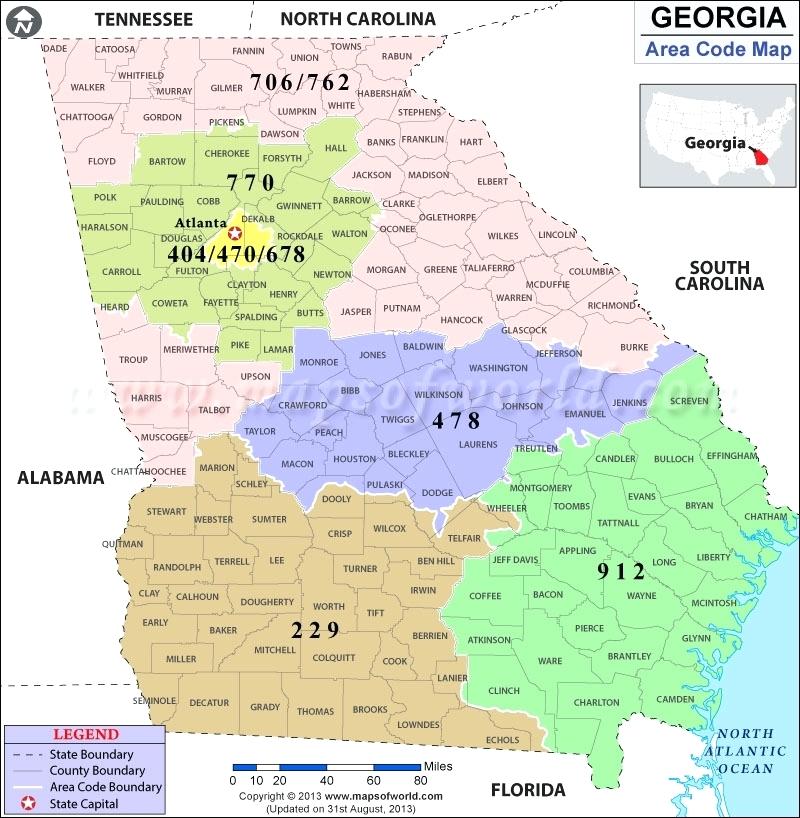 N
TENNESSEE
NORTH CAROLINA
GEORGIA
Area Code Map
Georgia
DADE
CATOOSA
FANNIN
UNION
TOWNS
RABUN
WHITFIELD
WALKER
MURRAY
GILMER
706/762
HABERSHAM
LUMPKIN
WHITE
STEPHENS
CHATTOOGA
GORDON
PICKENS
DAWSON
FLOYD
BARTOW
CHEROKEE
FORSYTH
HALL
BANKS
FRANKLIN
HART
770
JACKSON
MADISON
ELBERT
POLK
PAULDING
COBB
GWINNETT
BARROW
CLARKE
Atlanta
DEKALB
OGLETHORPE
HARALSON
DOUGLAS
ROCKDALE
WALTON
OCONEE
WILKES
LINCOLN
404/470/678
CARROLL
FULTON
NEWTON
MORGAN
GREENE
TALIAFERRO
COLUMBIA
CLAYTON
MCDUFFIE
HENRY
WARREN
HEARD
COWETA
FAYETTE
SPALDING
BUTTS
JASPER
PUTNAM
HANCOCK
RICHMOND
GLASCOCK
SOUTH
CAROLINA
TROUP
MERIWETHER
PIKE
LAMAR
MONROE
JONES
BALDWIN
JEFFERSON
BURKE
UPSON
WASHINGTON
www.mapsofworld.com
HARRIS
TALBOT
CRAWFORD
BIBB
WILKINSON
JOHNSON
JENKINS
SCREVEN
EMANUEL
MUSCOGEE
TAYLOR
PEACH
TWIGGS
478
LAURENS
TREUTLEN
ALABAMA
CHATTAHOOCHEE
MARION
MACON
HOUSTON
BLECKLEY
CANDLER
BULLOCH
EFFINGHAM
SCHLEY
PULASKI
DODGE
MONTGOMERY
STEWART
WEBSTER
SUMTER
DOOLY
WHEELER
TOOMBS
EVANS
BRYAN
CHATHAM
CRISP
WILCOX
TELFAIR
TATTNALL
QUITMAN
RANDOLPH
TERRELL
LEE
TURNER
BEN HILL
JEFF DAVIS
APPLING
LONG
LIBERTY
912
CLAY
CALHOUN
DOUGHERTY
WORTH
TIFT
IRWIN
COFFEE
BACON
WAYNE
MCINTOSH
EARLY
BAKER
229
BERRIEN
ATKINSON
PIERCE
GLYNN
MILLER
MITCHELL
COLQUITT
COOK
WARE
BRANTLEY
LANIER
SEMINOLE
DECATUR
GRADY
THOMAS
BROOKS
CLINCH
CHARLTON
CAMDEN
LOWNDES
ECHOLS
LEGEND
State Boundary
County Boundary
Area Code Boundary
State Capital
0 10 20 40 60 80 Miles
Copyright © 2013 www.mapsofworld.com
(Updated on 31st August, 2013)
FLORIDA
NORTH
ATLANTIC
OCEAN